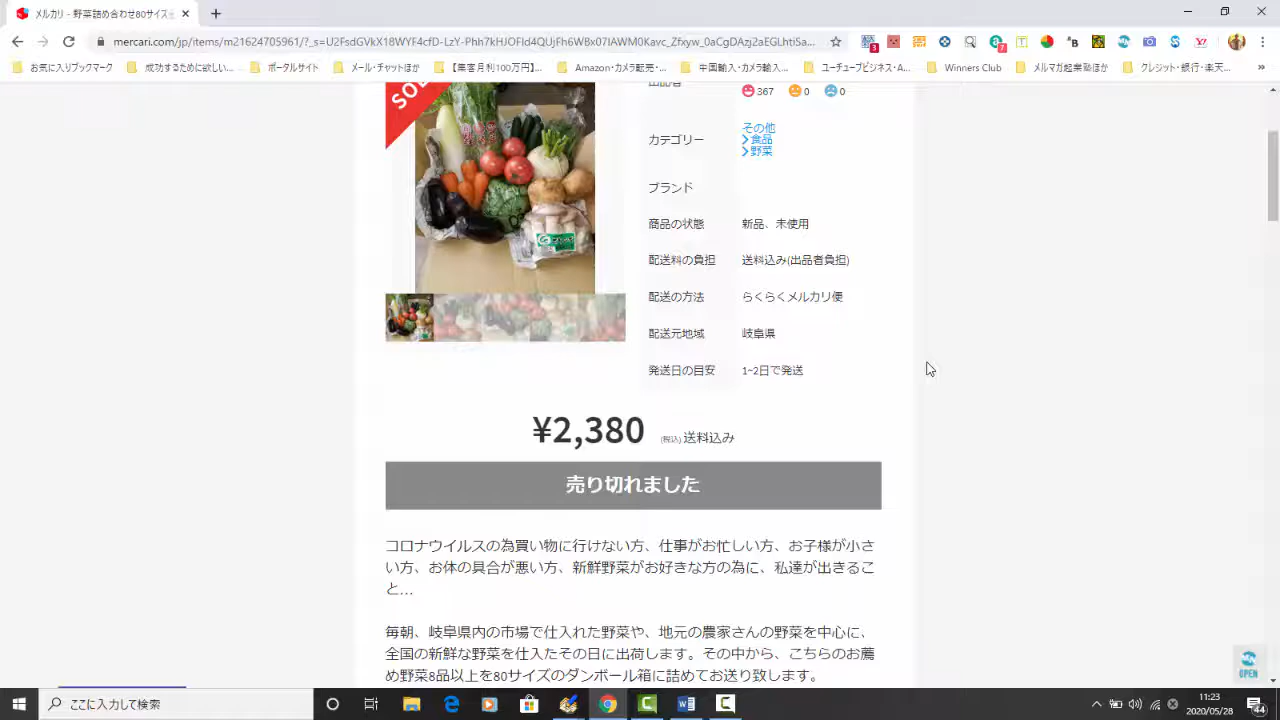 メルカリ - 野菜詰め合わせ80サイズ
mercari.com/jp/items/m21624705961/?_s=U2FsdGVkX18WYF4cfD-LzY-Phh7kHJOFId4QUjFh6WBx07IAWM0Kavc_Zfxyw_0aCgDAzj2aEGLhtiSa...
お気に入りブックマーク
成功するために欲しい...
ポータルサイト
メール・チャットほか
【集客月利100万円】...
Amazon・カメラ転売・...
中国輸入・カメラ輸入...
ユーチューブビジネス・A...
Winners Club
メルマガ起業塾ほか
クレジット・銀行・楽天...
»
367 0 0
カテゴリー
その他
食品
野菜
ブランド
商品の状態 新品、未使用
配送料の負担 送料込み(出品者負担)
配送の方法 らくらくメルカリ便
配送元地域 岐阜県
発送日の目安 1~2日で発送
¥2,380 (税込) 送料込み
売り切れました
コロナウイルスの為買い物に行けない方、仕事がお忙しい方、お子様が小さ
い方、お体の具合が悪い方、新鮮野菜がお好きな方の為に、私達が出きるこ
と...
毎朝、岐阜県内の市場で仕入れた野菜や、地元の農家さんの野菜を中心に、
全国の新鮮な野菜を仕入たその日に出荷します。その中から、こちらのお薦
め野菜8品以上を80サイズのダンボール箱に詰めてお送り致します。
OPEN
ここに入力して検索
11:23
2020/05/28